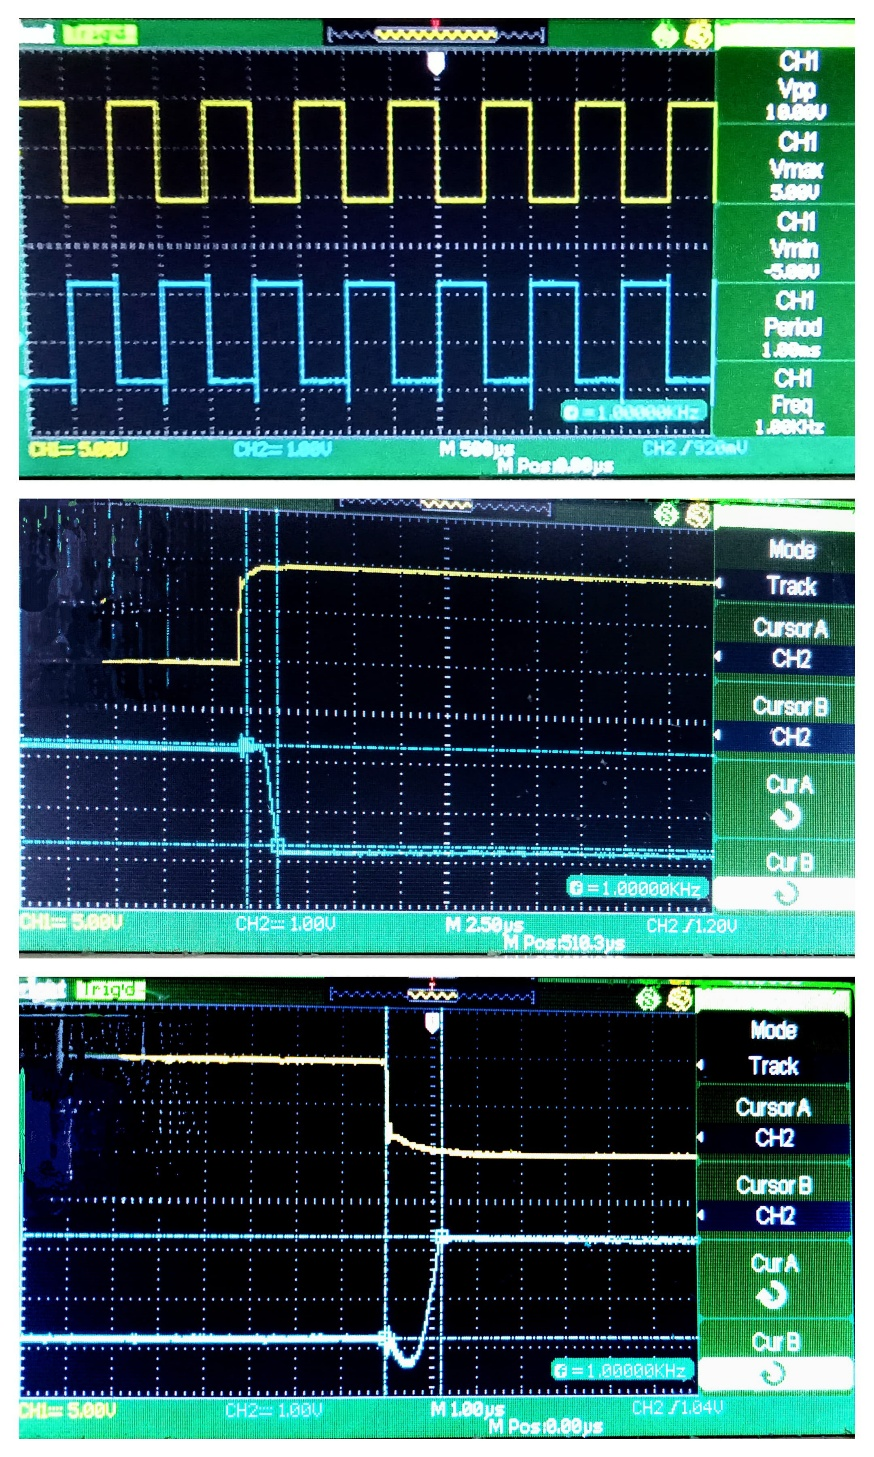 Trig'd
CH1
Vpp
10.00V
CH1
Vmax
5.00V
CH1
Vmin
-5.00V
CH1
Period
1.00ms
CH1
Freq
1.00KHz
f =1.00000KHz
CH1= 5.00V CH2= 1.00V M 500µs CH2 /920mV
M Pos:0.00µs
Mode
Track
Cursor A
CH2
Cursor B
CH2
Cur A
Cur B
f =1.00000KHz
CH1= 5.00V CH2= 1.00V M 2.50µs CH2 /1.20V
M Pos:510.3µs
Trig'd
Mode
Track
Cursor A
CH2
Cursor B
CH2
Cur A
Cur B
f =1.00000KHz
CH1= 5.00V CH2= 1.00V M 1.00µs CH2 /1.04V
M Pos:0.00µs